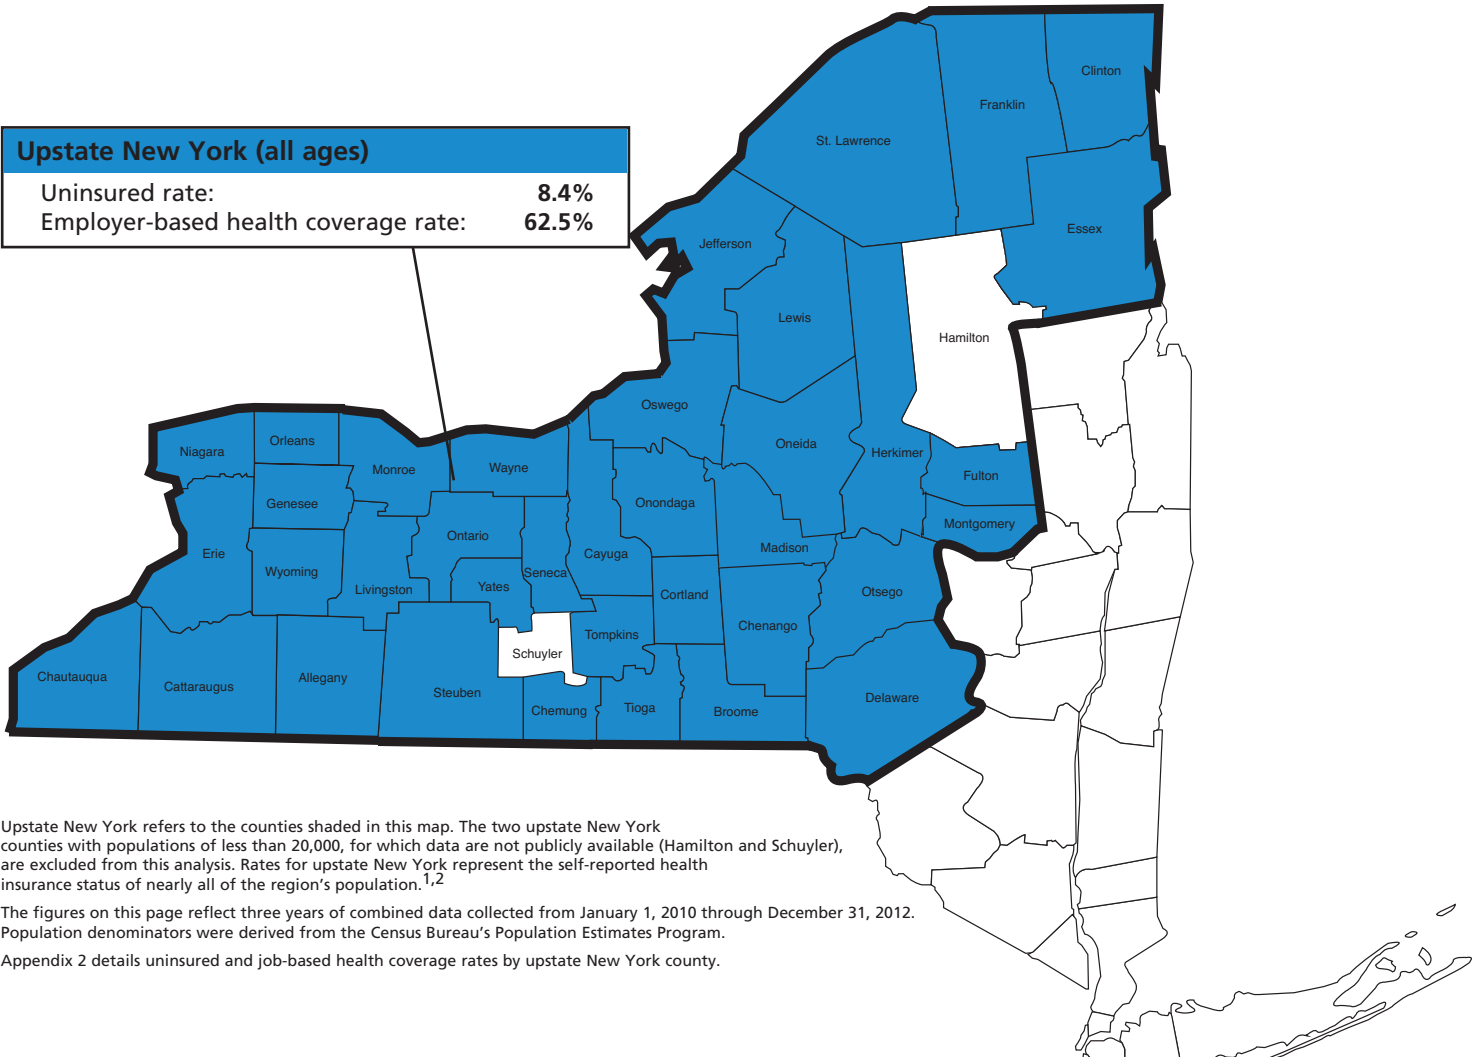 Clinton
Franklin
St. Lawrence
Upstate New York (all ages)
Uninsured rate: 8.4%
Employer-based health coverage rate: 62.5%
Essex
Jefferson
Lewis
Hamilton
Oswego
Orleans
Oneida
Niagara
Herkimer
Monroe
Wayne
Fulton
Genesee
Onondaga
Montgomery
Ontario
Madison
Erie
Cayuga
Wyoming
Seneca
Yates
Livingston
Otsego
Cortland
Chenango
Tompkins
Schuyler
Chautauqua
Allegany
Cattaraugus
Steuben
Delaware
Tioga
Chemung
Broome
Upstate New York refers to the counties shaded in this map. The two upstate New York
counties with populations of less than 20,000, for which data are not publicly available (Hamilton and Schuyler),
are excluded from this analysis. Rates for upstate New York represent the self-reported health
insurance status of nearly all of the region’s population.1,2
The figures on this page reflect three years of combined data collected from January 1, 2010 through December 31, 2012.
Population denominators were derived from the Census Bureau’s Population Estimates Program.
Appendix 2 details uninsured and job-based health coverage rates by upstate New York county.